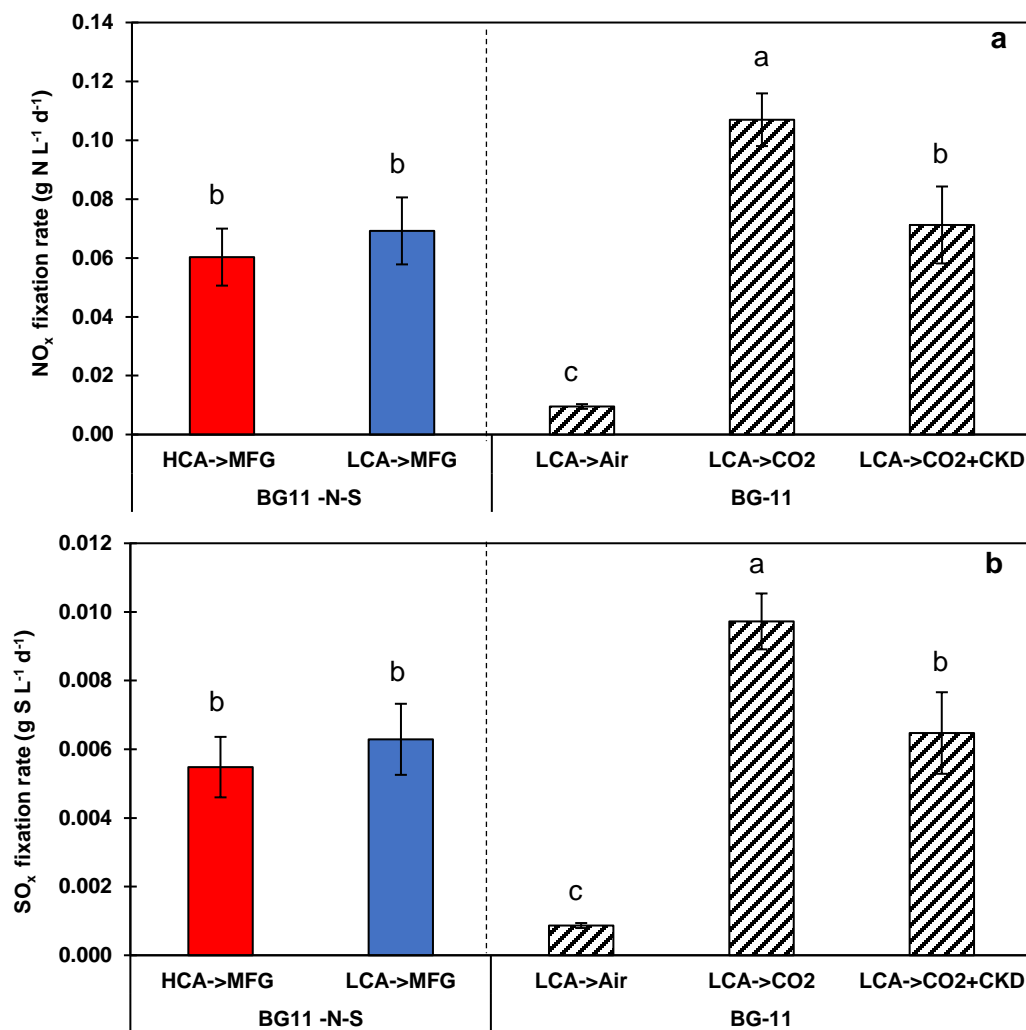 a
NOx fixation rate (g N L-1 d-1)
0.14
0.12
0.10
0.08
0.06
0.04
0.02
0.00
b
b
c
a
b
HCA->MFG
LCA->MFG
LCA->Air
LCA->CO2
LCA->CO2+CKD
BG11 -N-S
BG-11
b
SOx fixation rate (g S L-1 d-1)
0.012
0.010
0.008
0.006
0.004
0.002
0.000
b
b
c
a
b
HCA->MFG
LCA->MFG
LCA->Air
LCA->CO2
LCA->CO2+CKD
BG11 -N-S
BG-11